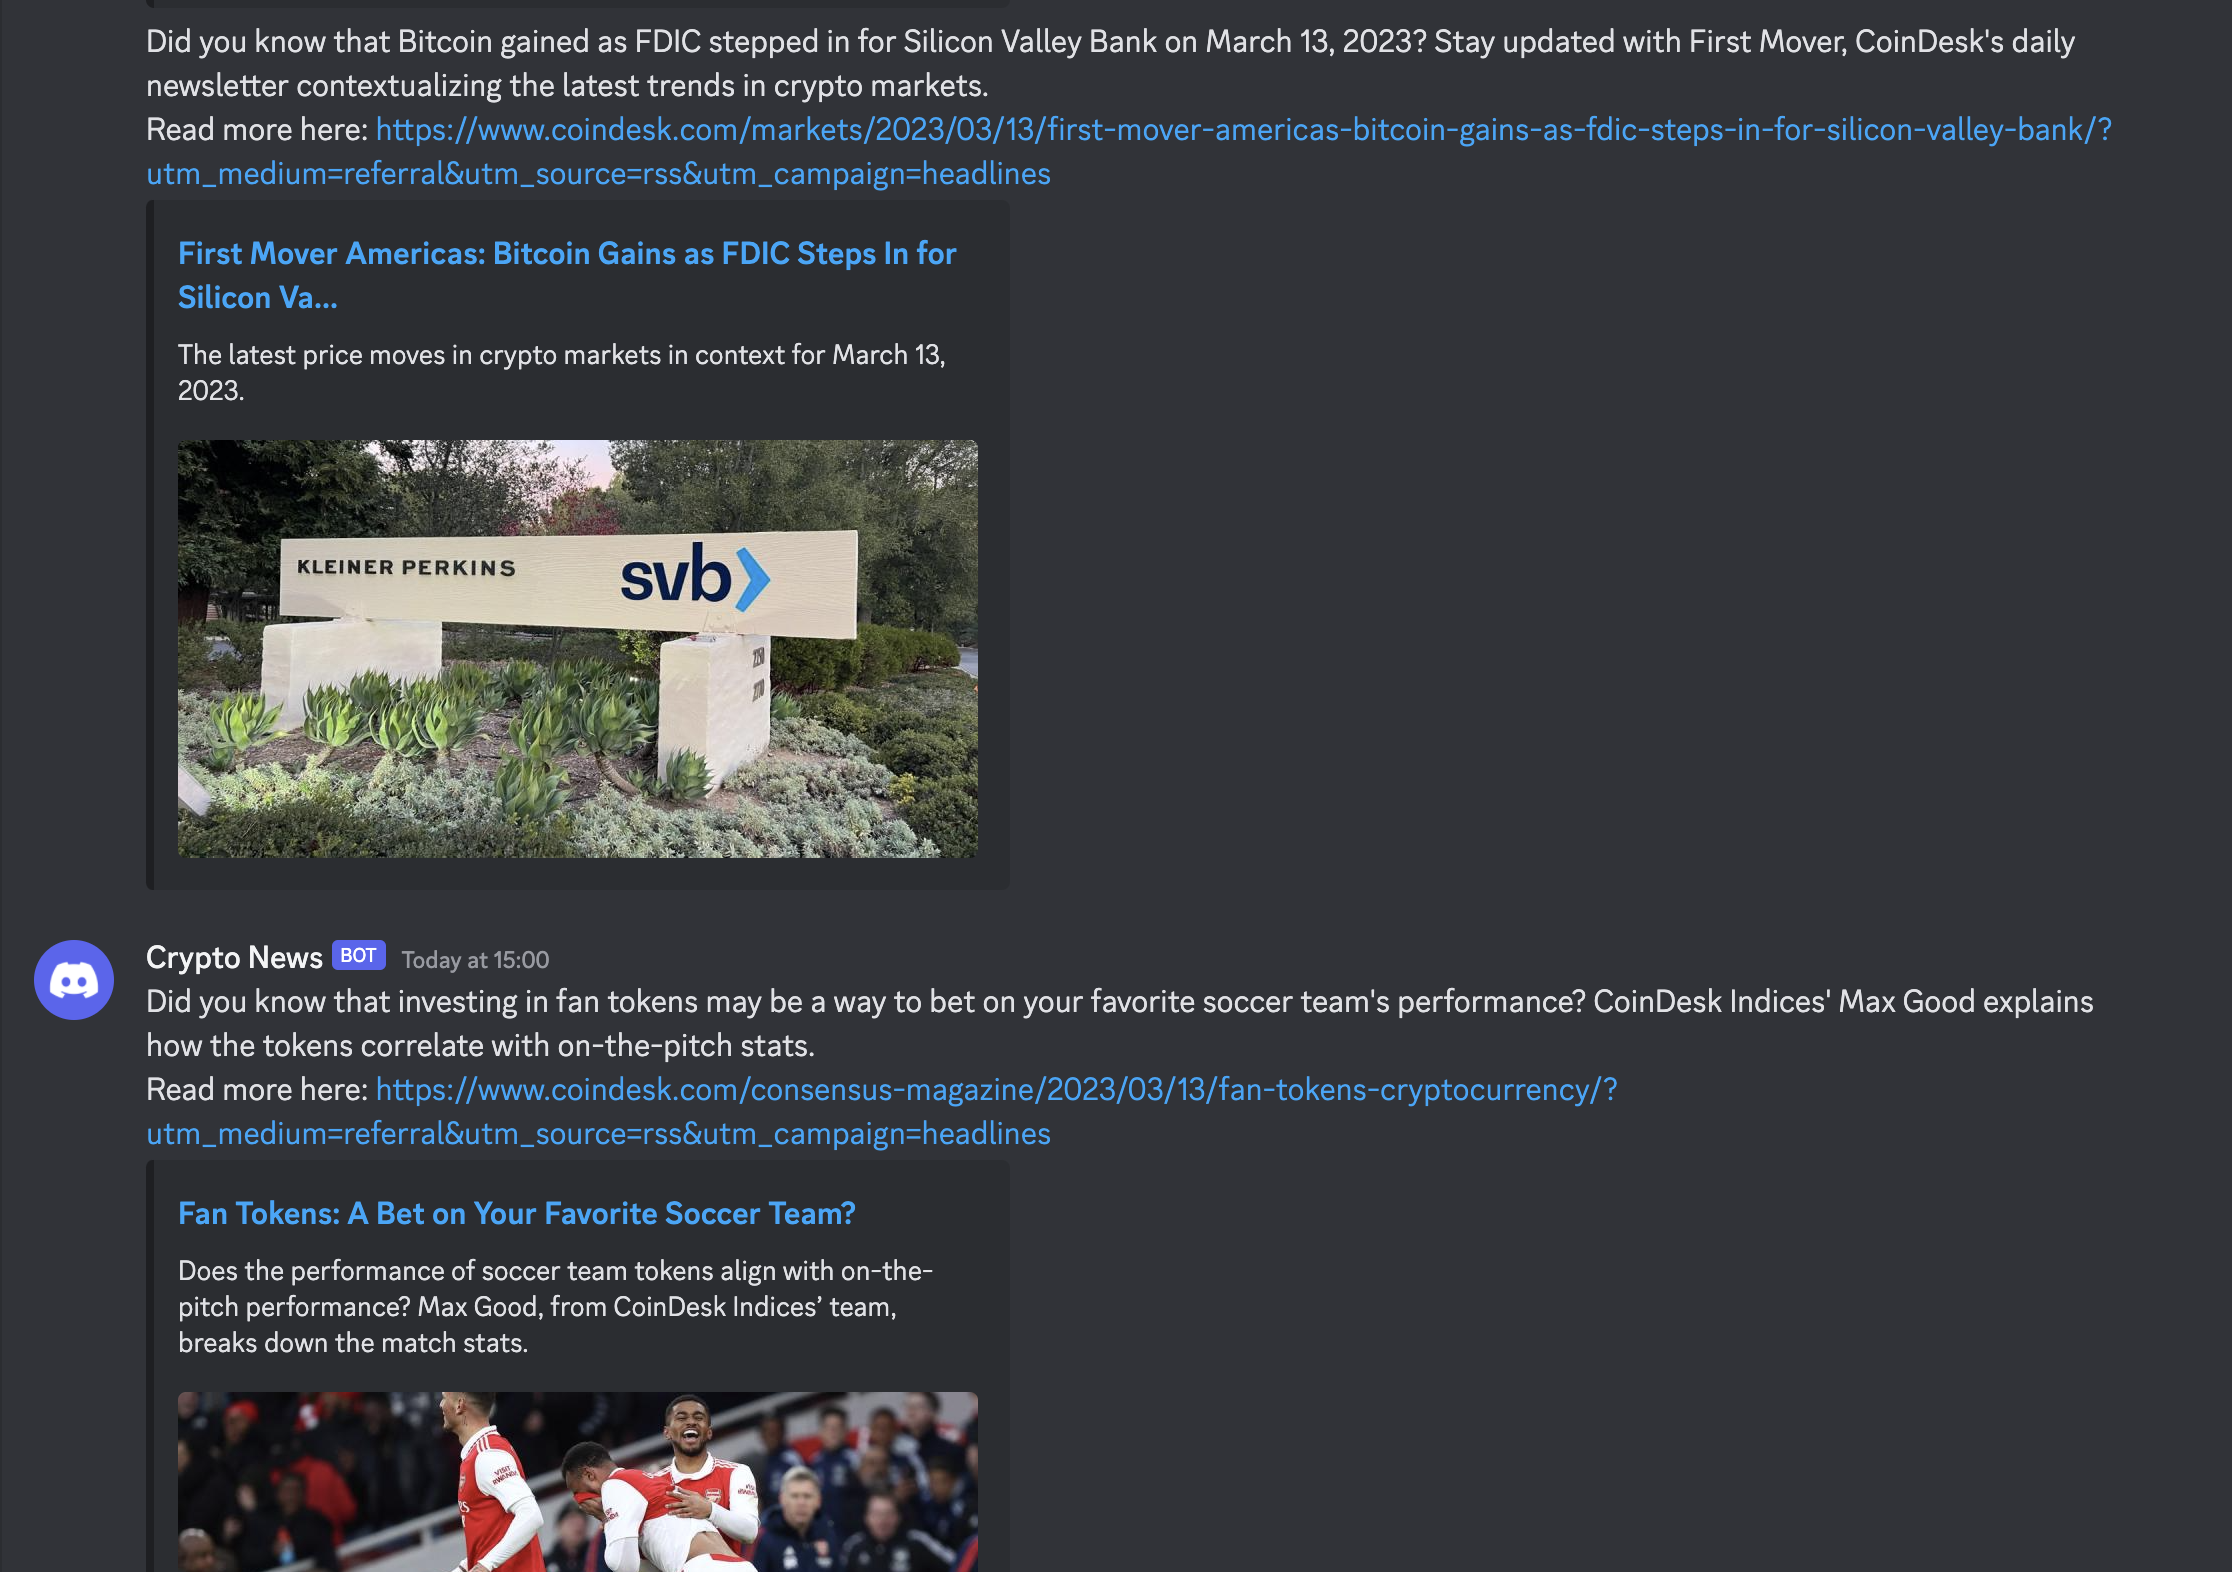 Did you know that Bitcoin gained as FDIC stepped in for Silicon Valley Bank on March 13, 2023? Stay updated with First Mover, CoinDesk's daily
newsletter contextualizing the latest trends in crypto markets.
Read more here: https://www.coindesk.com/markets/2023/03/13/first-mover-americas-bitcoin-gains-as-fdic-steps-in-for-silicon-valley-bank/?
utm_medium=referral&utm_source=rss&utm_campaign=headlines
First Mover Americas: Bitcoin Gains as FDIC Steps In for
Silicon Va...
The latest price moves in crypto markets in context for March 13,
2023.
KLEINER PERKINS
svb
Crypto News BOT Today at 15:00
Did you know that investing in fan tokens may be a way to bet on your favorite soccer team's performance? CoinDesk Indices' Max Good explains
how the tokens correlate with on-the-pitch stats.
Read more here: https://www.coindesk.com/consensus-magazine/2023/03/13/fan-tokens-cryptocurrency/?
utm_medium=referral&utm_source=rss&utm_campaign=headlines
Fan Tokens: A Bet on Your Favorite Soccer Team?
Does the performance of soccer team tokens align with on-the-
pitch performance? Max Good, from CoinDesk Indices’ team,
breaks down the match stats.
VISIT
RWANDA